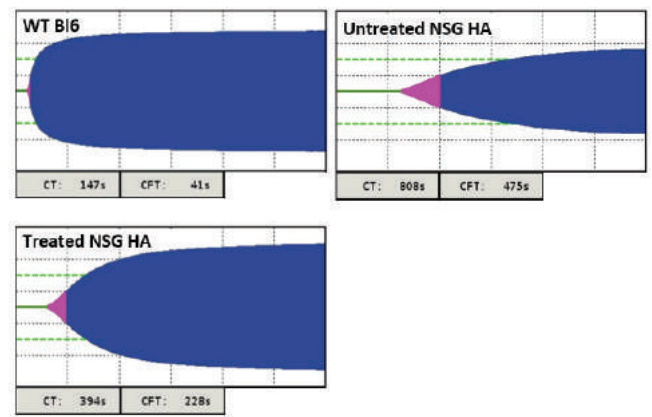 WT Bl6
CT: 147s CFT: 41s
Untreated NSG HA
CT: 808s CFT: 475s
Treated NSG HA
CT: 394s CFT: 228s